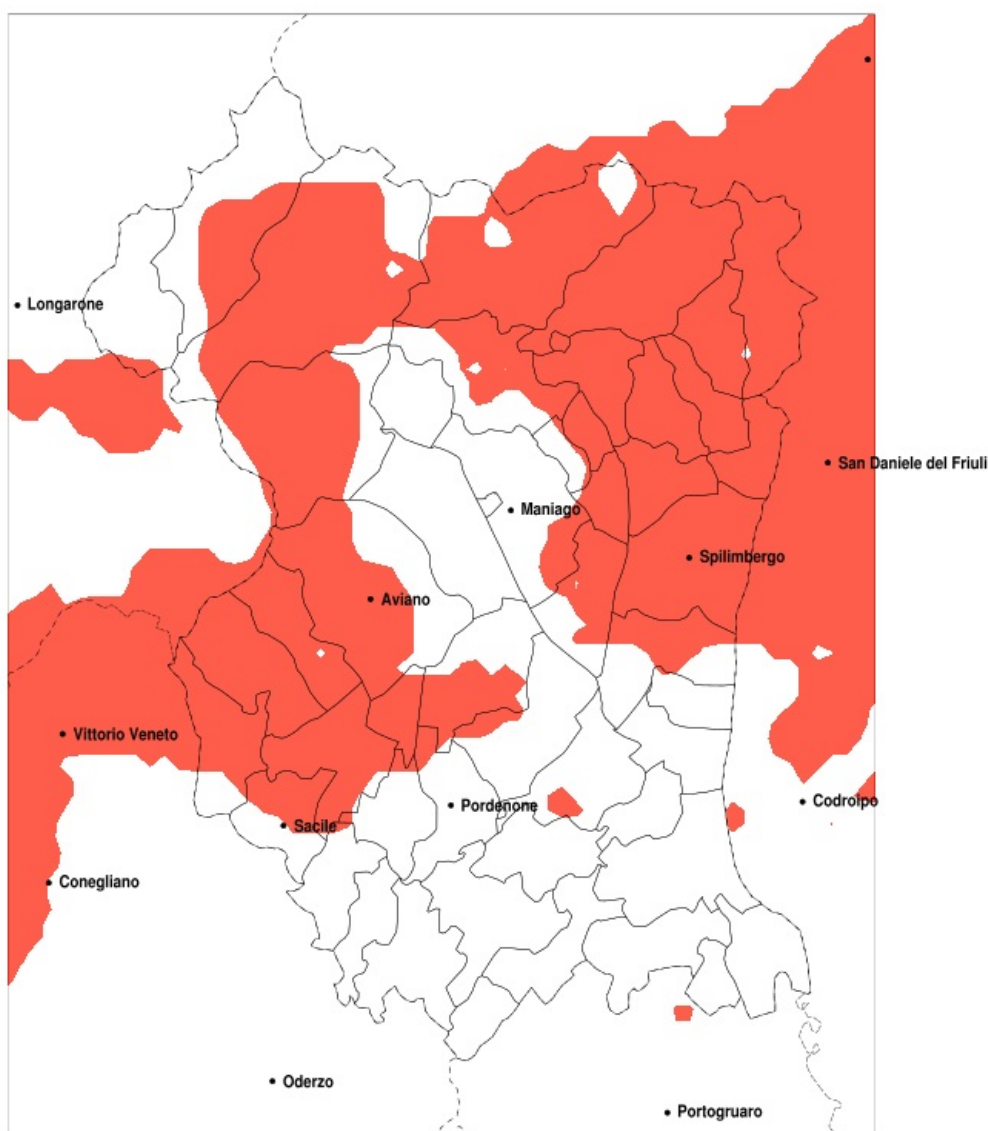 Longarone
San Daniele del Friuli
Maniago
Spilimbergo
Aviano
Vittorio Veneto
Codroipo
Pordenone
Sacile
Conegliano
Oderzo
Portogruaro